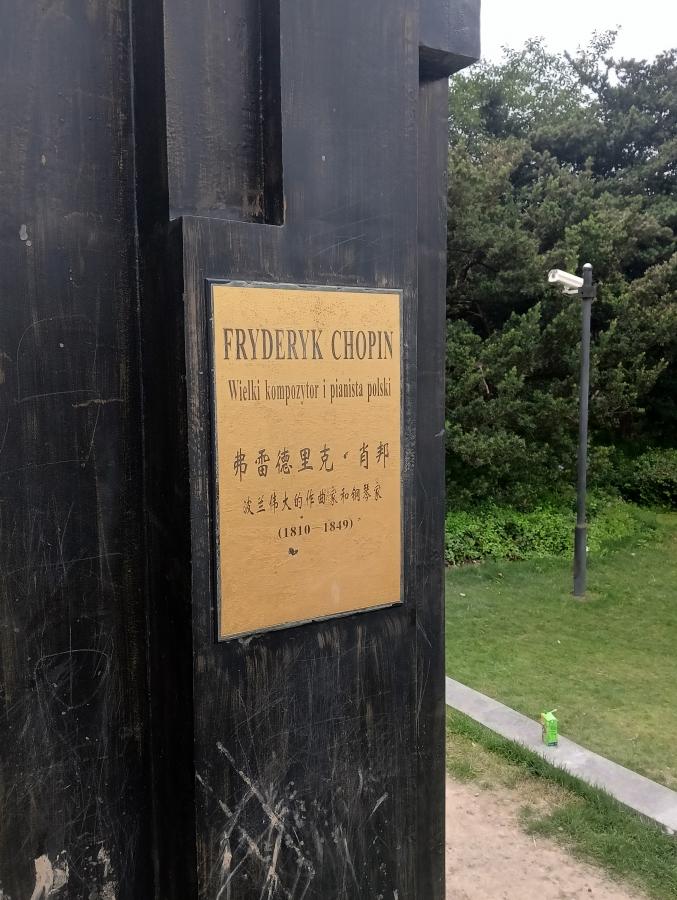 FRYDERYK CHOPIN
Wielki kompozytor i pianista polski
弗雷德里克·肖邦
波兰伟大的作曲家和钢琴家
(1810—1849)